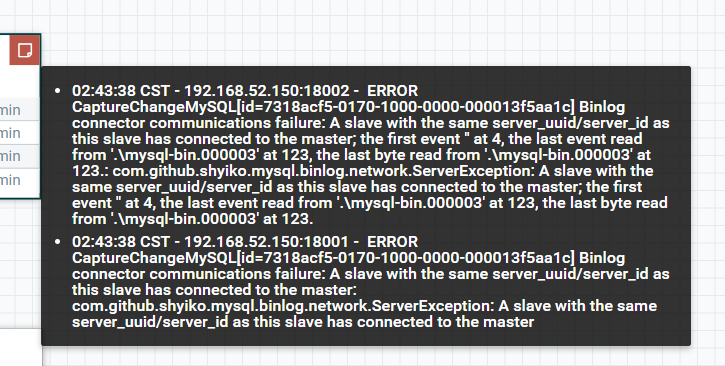 min
min
min
min
• 02:43:38 CST - 192.168.52.150:18002 - ERROR
CaptureChangeMySQL[id=7318acf5-0170-1000-0000-000013f5aa1c] Binlog
connector communications failure: A slave with the same server_uuid/server_id as
this slave has connected to the master; the first event '' at 4, the last event read
from '.\mysql-bin.000003' at 123, the last byte read from '.\mysql-bin.000003' at
123.: com.github.shyiko.mysql.binlog.network.ServerException: A slave with the
same server_uuid/server_id as this slave has connected to the master; the first
event '' at 4, the last event read from '.\mysql-bin.000003' at 123, the last byte read
from '.\mysql-bin.000003' at 123.
• 02:43:38 CST - 192.168.52.150:18001 - ERROR
CaptureChangeMySQL[id=7318acf5-0170-1000-0000-000013f5aa1c] Binlog
connector communications failure: A slave with the same server_uuid/server_id as
this slave has connected to the master:
com.github.shyiko.mysql.binlog.network.ServerException: A slave with the same
server_uuid/server_id as this slave has connected to the master